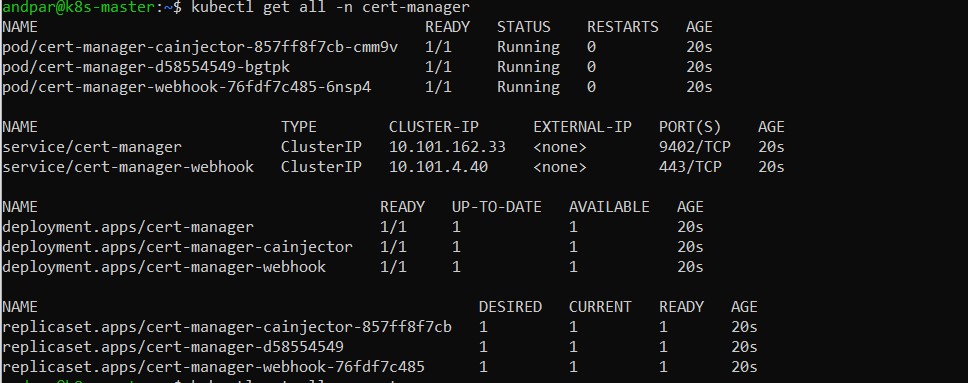 andpar@k8s-master:~$ kubectl get all -n cert-manager
NAME READY STATUS RESTARTS AGE
pod/cert-manager-cainjector-857ff8f7cb-cmm9v 1/1 Running 0 20s
pod/cert-manager-d58554549-bgtpk 1/1 Running 0 20s
pod/cert-manager-webhook-76fdf7c485-6nsp4 1/1 Running 0 20s
NAME TYPE CLUSTER-IP EXTERNAL-IP PORT(S) AGE
service/cert-manager ClusterIP 10.101.162.33 <none> 9402/TCP 20s
service/cert-manager-webhook ClusterIP 10.101.4.40 <none> 443/TCP 20s
NAME READY UP-TO-DATE AVAILABLE AGE
deployment.apps/cert-manager 1/1 1 1 20s
deployment.apps/cert-manager-cainjector 1/1 1 1 20s
deployment.apps/cert-manager-webhook 1/1 1 1 20s
NAME DESIRED CURRENT READY AGE
replicaset.apps/cert-manager-cainjector-857ff8f7cb 1 1 1 20s
replicaset.apps/cert-manager-d58554549 1 1 1 20s
replicaset.apps/cert-manager-webhook-76fdf7c485 1 1 1 20s